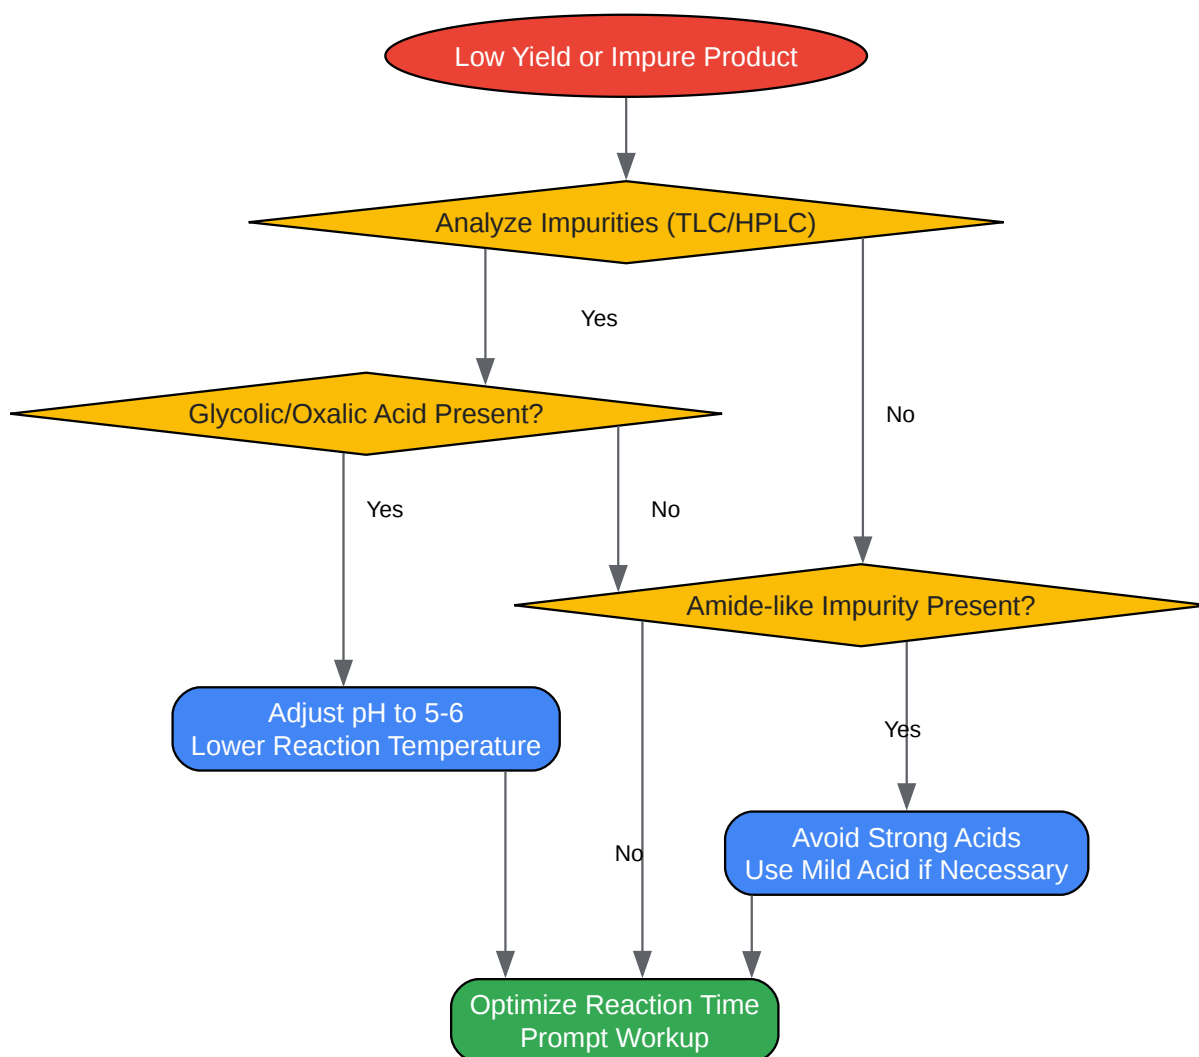 Low Yield or Impure Product
Analyze Impurities (TLC/HPLC)
Yes
Glycolic/Oxalic Acid Present?
No
Yes
No
Amide-like Impurity Present?
Adjust pH to 5-6
Lower Reaction Temperature
Yes
Avoid Strong Acids
Use Mild Acid if Necessary
No
Optimize Reaction Time
Prompt Workup